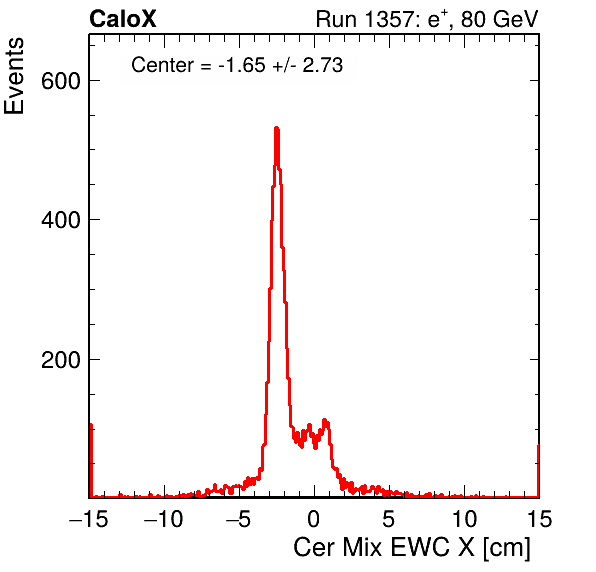 CaloX Run 1357: e⁺, 80 GeV
Events
Center = -1.65 +/- 2.73
600
400
200
−15 −10 −5 0 5 10 15
Cer Mix EWC X [cm]